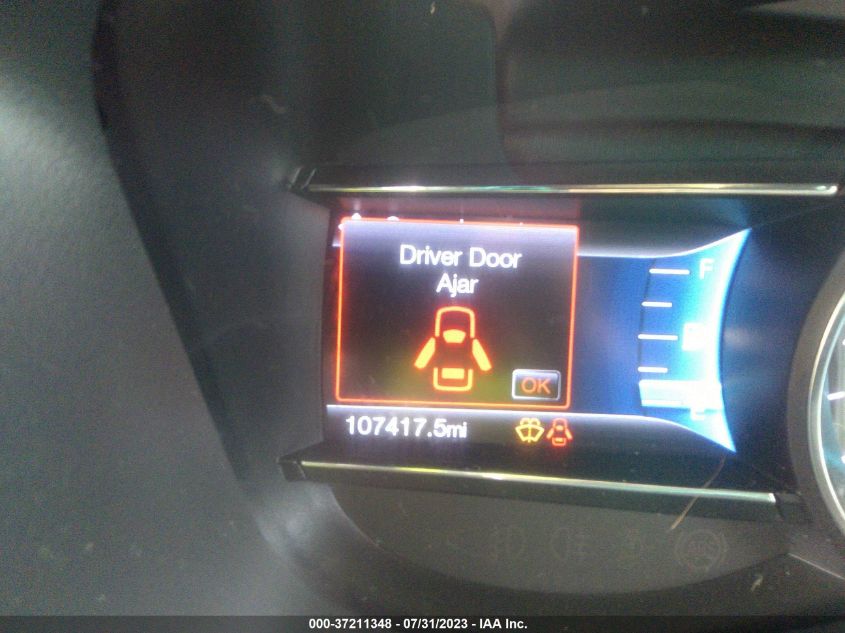 Driver Door
Ajar
F
OK
E
107417.5mi
000-37211348 - 07/31/2023 - IAA Inc.